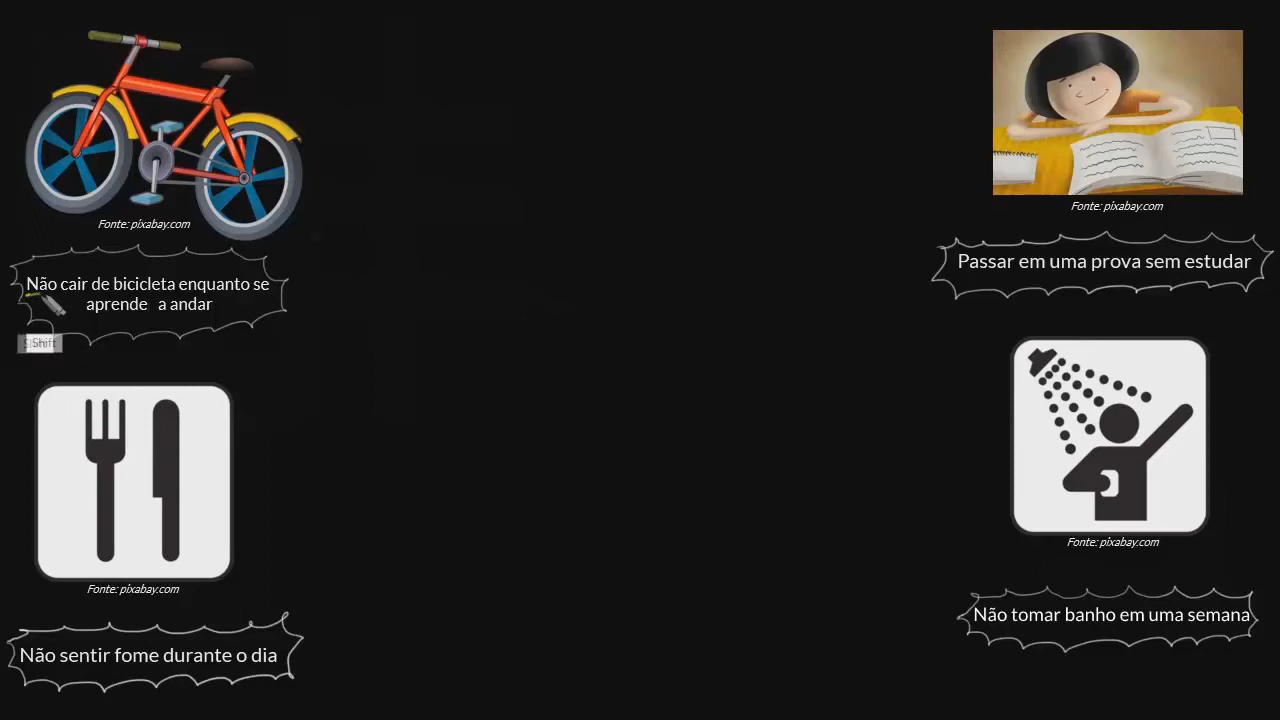 Fonte: pixabay.com
Não cair de bicicleta enquanto se
aprende a andar
Shift
Fonte: pixabay.com
Não sentir fome durante o dia
Fonte: pixabay.com
Passar em uma prova sem estudar
Fonte: pixabay.com
Não tomar banho em uma semana